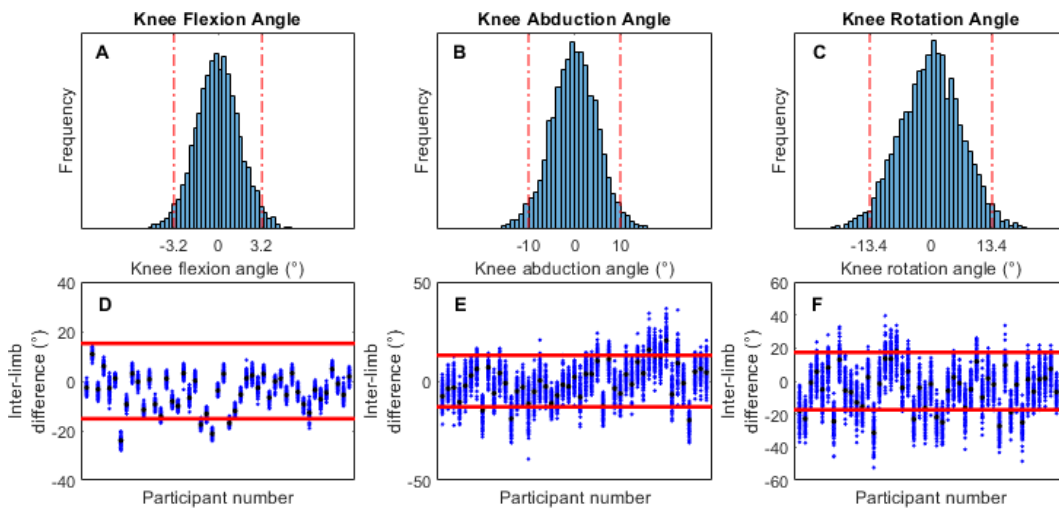 Knee Flexion Angle
A
Frequency
-3.2 0 3.2
Knee flexion angle (°)
Knee Abduction Angle
B
Frequency
-10 0 10
Knee abduction angle (°)
Knee Rotation Angle
C
Frequency
-13.4 0 13.4
Knee rotation angle (°)
D
Inter-limb
difference (°)
40
20
0
-20
-40
Participant number
E
Inter-limb
difference (°)
50
0
-50
Participant number
F
Inter-limb
difference (°)
60
40
20
0
-20
-40
-60
Participant number